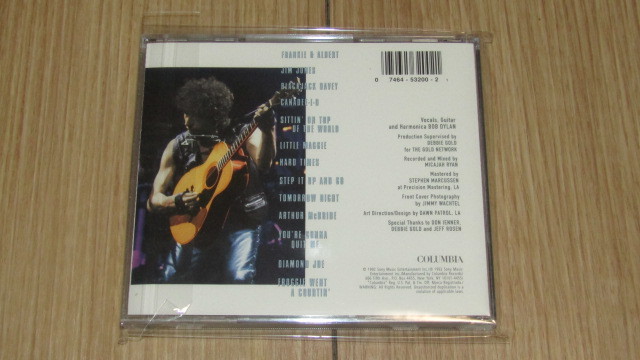 FRANKIE & ALBERT
JIM JONES
BLACKJACK DAVEY
CANADEE-I-O
SITTIN' ON TOP
OF THE WORLD
LITTLE MAGGIE
HARD TIMES
STEP IT UP AND GO
TOMORROW NIGHT
ARTHUR McBRIDE
YOU'RE GONNA
QUIT ME
DIAMOND JOE
FROGGIE WENT
A COURTIN'
0 7464-53200-2 1
Vocals, Guitar
and Harmonica BOB DYLAN
Production Supervised by
DEBBIE GOLD
for THE GOLD NETWORK
Recorded and Mixed by
MICAJAH RYAN
Mastered by
STEPHEN MARCUSSEN
at Precision Mastering, LA
Front Cover Photography
by JIMMY WACHTEL
Art Direction/Design by DAWN PATROL, LA
Special Thanks to DON IENNER,
DEBBIE GOLD and JEFF ROSEN
COLUMBIA